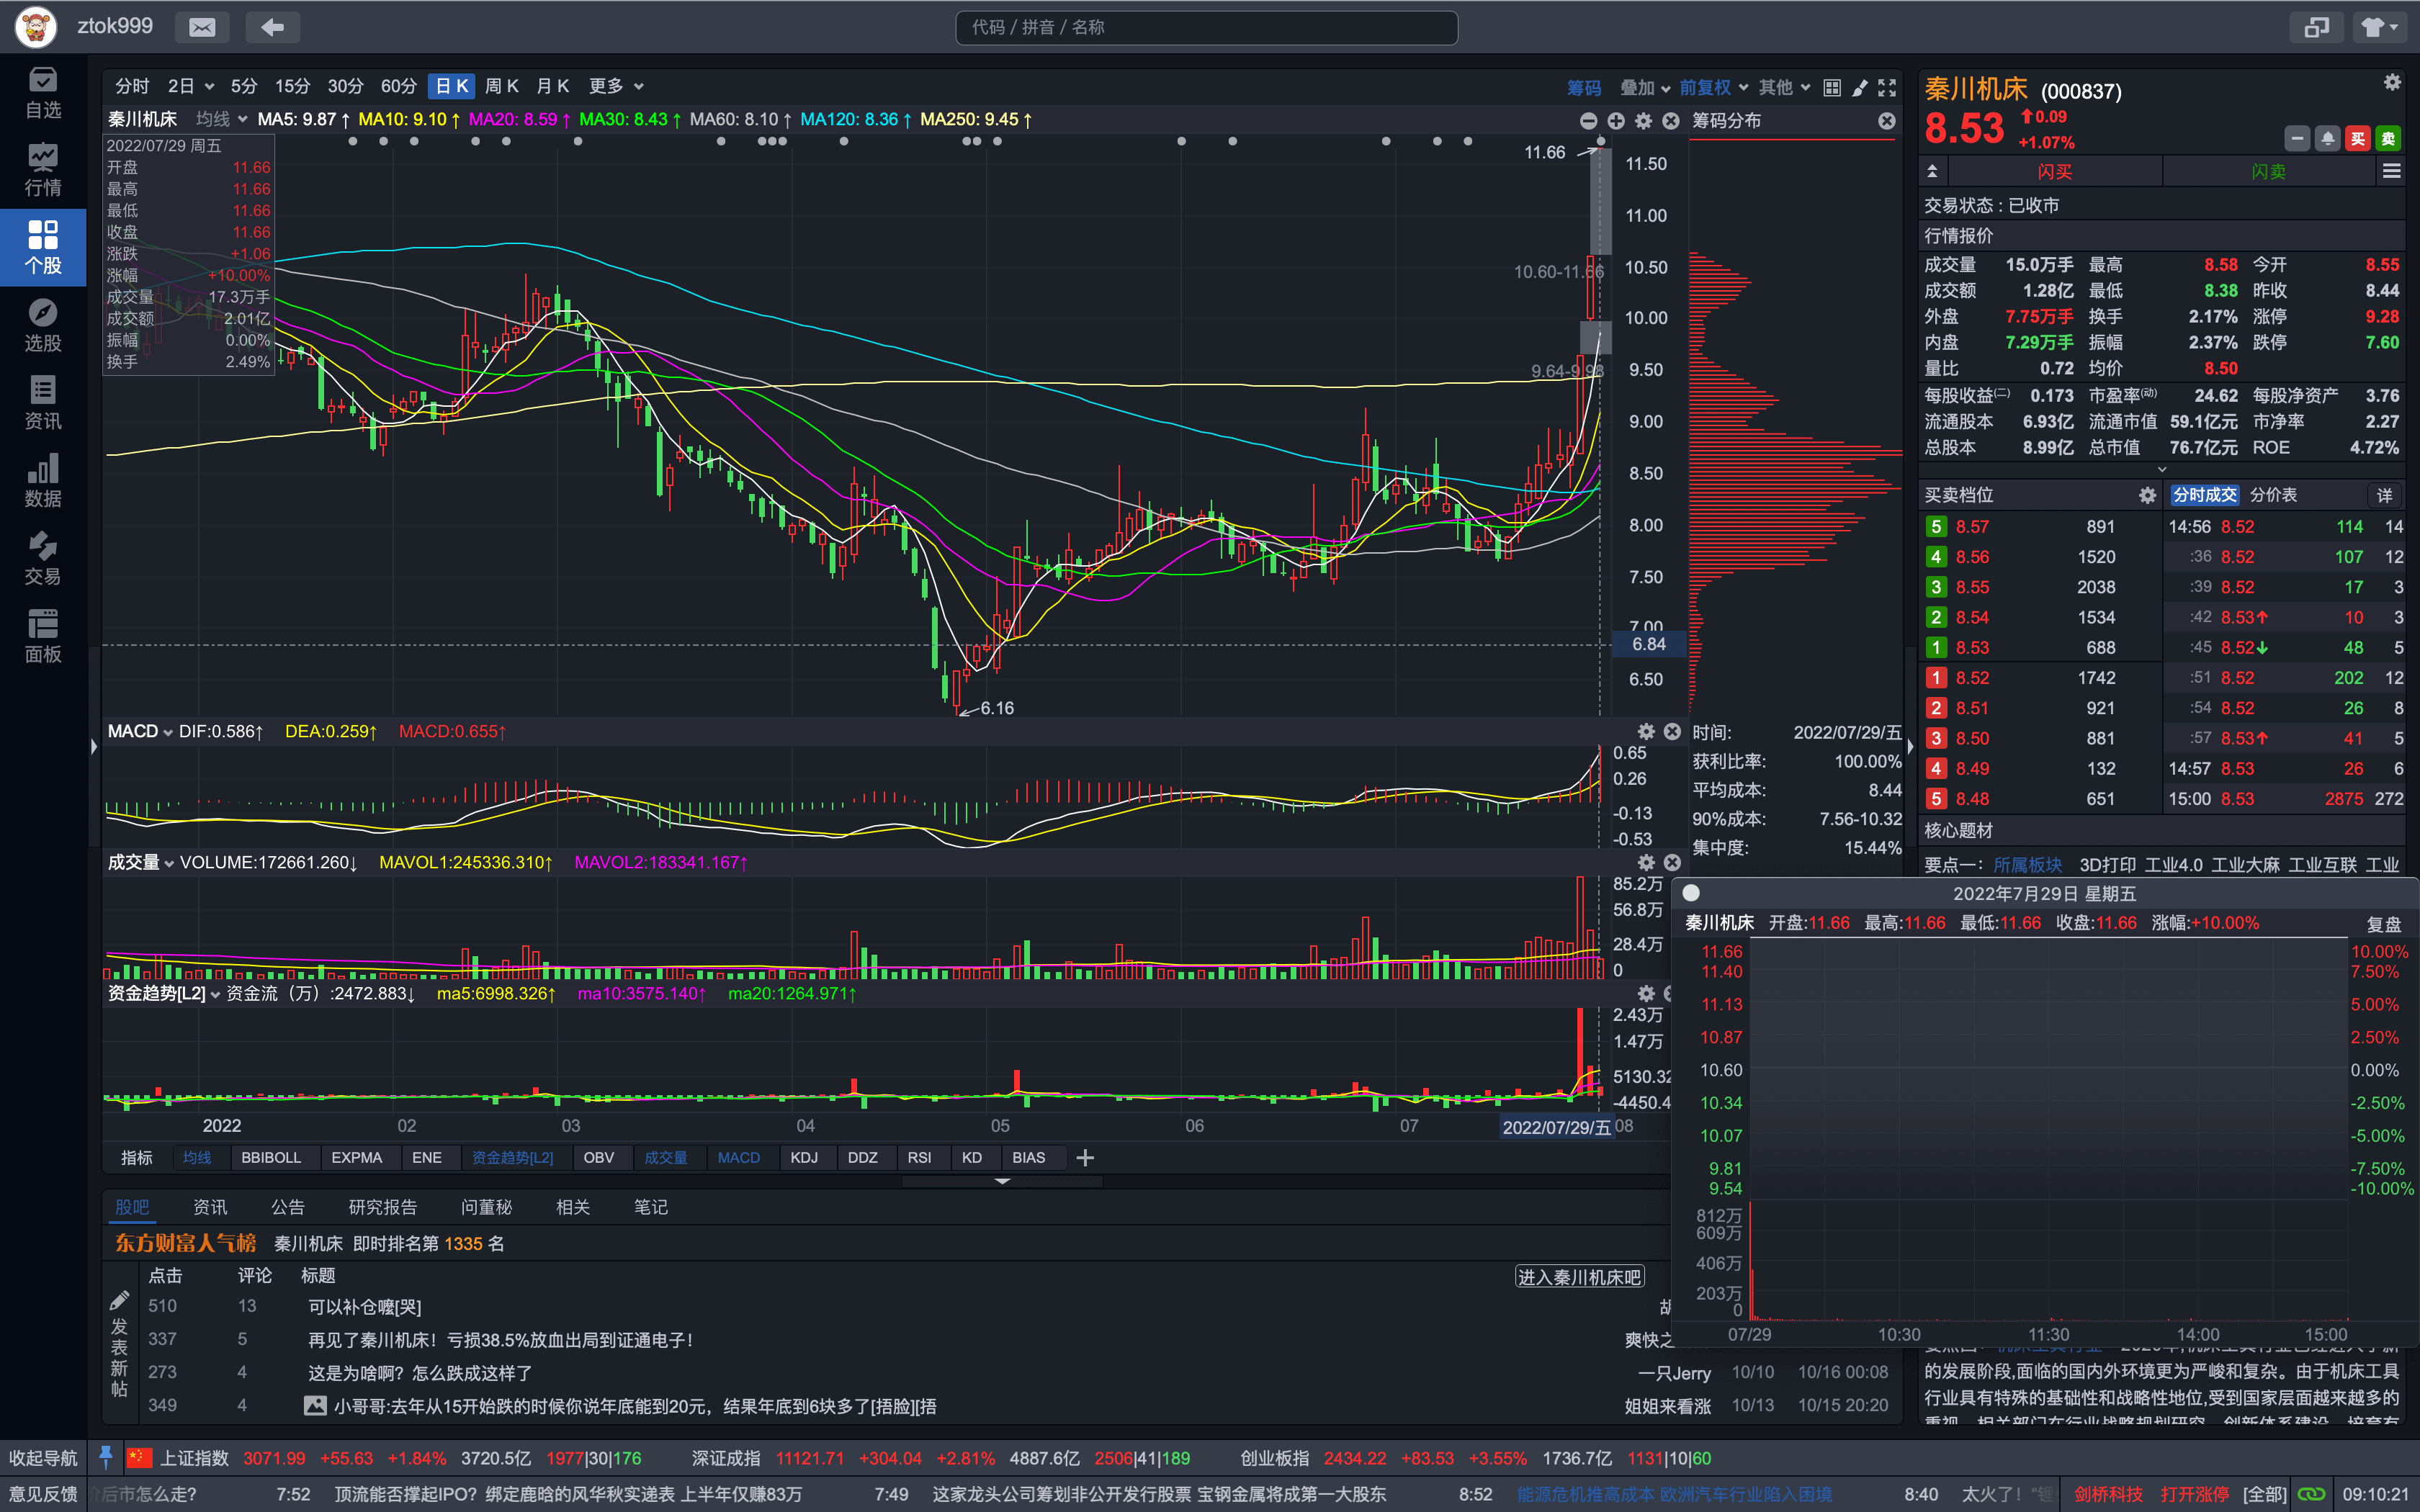 ztok999
代码 / 拼音 / 名称
自选
行情
个股
选股
资讯
数据
交易
面板
分时 2日 5分 15分 30分 60分 日K 周K 月K 更多
筹码 叠加 前复权 其他
秦川机床 均线 MA5: 9.87↑ MA10: 9.10↑ MA20: 8.59↑ MA30: 8.43↑ MA60: 8.10↑ MA120: 8.36↑ MA250: 9.45↑
筹码分布
2022/07/29 周五
开盘 11.66
最高 11.66
最低 11.66
收盘 11.66
涨跌 +1.06
涨幅 +10.00%
成交量 17.3万手
成交额 2.01亿
振幅 0.00%
换手 2.49%
11.66
10.60-11.66
9.64-9.98
6.16
11.50
11.00
10.50
10.00
9.50
9.00
8.50
8.00
7.50
7.00
6.84
6.50
MACD DIF:0.586↑ DEA:0.259↑ MACD:0.655↑
0.65
0.26
-0.13
-0.53
时间: 2022/07/29/五
获利比率: 100.00%
平均成本: 8.44
90%成本: 7.56-10.32
集中度: 15.44%
成交量 VOLUME:172661.260↓ MAVOL1:245336.310↑ MAVOL2:183341.167↑
85.2万
56.8万
28.4万
0
资金趋势[L2] 资金流（万）:2472.883↓ ma5:6998.326↑ ma10:3575.140↑ ma20:1264.971↑
2.43万
1.47万
5130.32
-4450.4
2022 02 03 04 05 06 07 2022/07/29/五 08
指标 均线 BBIBOLL EXPMA ENE 资金趋势[L2] OBV 成交量 MACD KDJ DDZ RSI KD BIAS
股吧 资讯 公告 研究报告 问董秘 相关 笔记
东方财富人气榜 秦川机床 即时排名第 1335 名
点击 评论 标题
进入秦川机床吧
发表新帖
510 13 可以补仓嚒[哭]
337 5 再见了秦川机床！亏损38.5%放血出局到证通电子！ 爽快之
273 4 这是为啥啊？怎么跌成这样了 一只Jerry 10/10 10/16 00:08
349 4 小哥哥:去年从15开始跌的时候你说年底能到20元，结果年底到6块多了[捂脸][捂 姐姐来看涨 10/13 10/15 20:20
秦川机床 (000837)
8.53 0.09
+1.07%
买 卖
闪买 闪卖
交易状态：已收市
行情报价
成交量 15.0万手 最高 8.58 今开 8.55
成交额 1.28亿 最低 8.38 昨收 8.44
外盘 7.75万手 换手 2.17% 涨停 9.28
内盘 7.29万手 振幅 2.37% 跌停 7.60
量比 0.72 均价 8.50
每股收益(二) 0.173 市盈率(动) 24.62 每股净资产 3.76
流通股本 6.93亿 流通市值 59.1亿元 市净率 2.27
总股本 8.99亿 总市值 76.7亿元 ROE 4.72%
买卖档位
分时成交 分价表 详
5 8.57 891
4 8.56 1520
3 8.55 2038
2 8.54 1534
1 8.53 688
1 8.52 1742
2 8.51 921
3 8.50 881
4 8.49 132
5 8.48 651
14:56 8.52 114 14
:36 8.52 107 12
:39 8.52 17 3
:42 8.53↑ 10 3
:45 8.52↓ 48 5
:51 8.52 202 12
:54 8.52 26 8
:57 8.53↑ 41 5
14:57 8.53 26 6
15:00 8.53 2875 272
核心题材
要点一： 所属板块 3D打印 工业4.0 工业大麻 工业互联 工业
2022年7月29日 星期五
秦川机床 开盘:11.66 最高:11.66 最低:11.66 收盘:11.66 涨幅:+10.00% 复盘
11.66 10.00%
11.40 7.50%
11.13 5.00%
10.87 2.50%
10.60 0.00%
10.34 -2.50%
10.07 -5.00%
9.81 -7.50%
9.54 -10.00%
812万
609万
406万
203万
0
07/29 10:30 11:30 14:00 15:00
的发展阶段,面临的国内外环境更为严峻和复杂。由于机床工具
行业具有特殊的基础性和战略性地位,受到国家层面越来越多的
收起导航 上证指数 3071.99 +55.63 +1.84% 3720.5亿 1977|30|176 深证成指 11121.71 +304.04 +2.81% 4887.6亿 2506|41|189 创业板指 2434.22 +83.53 +3.55% 1736.7亿 1131|10|60
意见反馈 后市怎么走? 7:52 顶流能否撑起IPO？绑定鹿晗的风华秋实递表 上半年仅赚83万 7:49 这家龙头公司筹划非公开发行股票 宝钢金属将成第一大股东 8:52 能源危机推高成本 欧洲汽车行业陷入困境 8:40 太火了！ 剑桥科技 打开涨停 [全部] 09:10:21